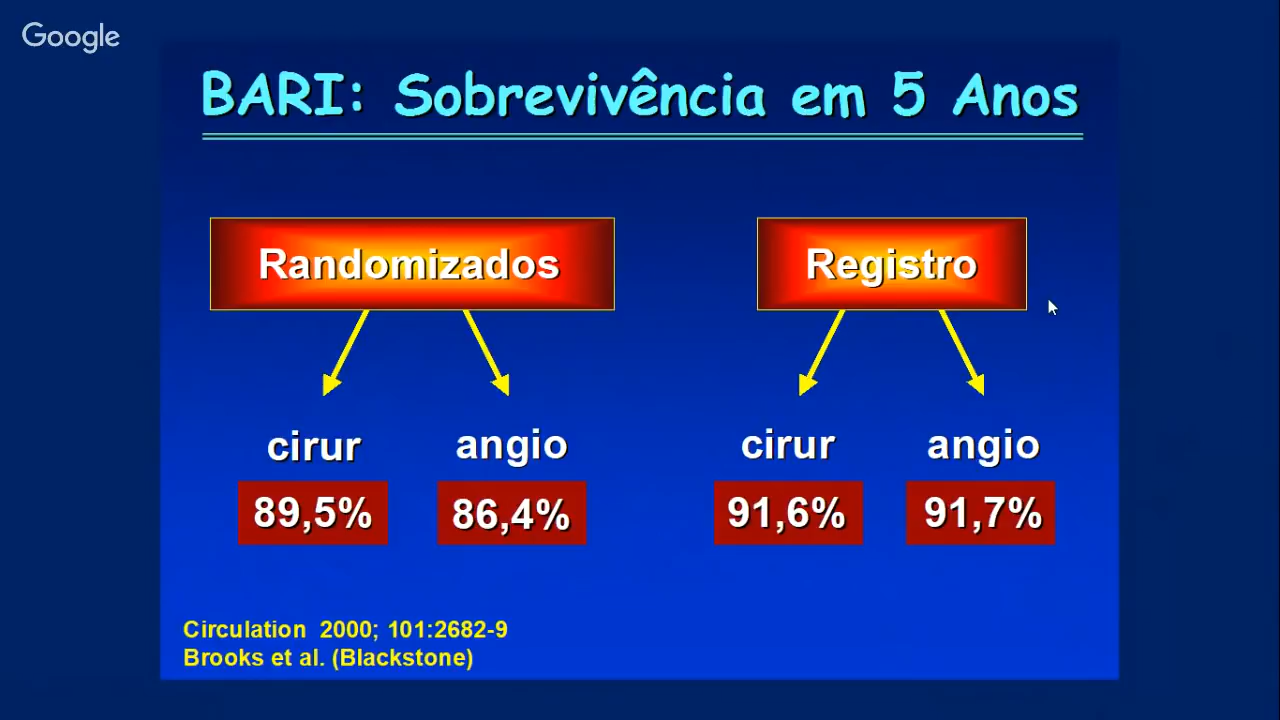 Google
BARI: Sobrevivência em 5 Anos
Randomizados
Registro
cirur
angio
cirur
angio
89,5%
86,4%
91,6%
91,7%
Circulation 2000; 101:2682-9
Brooks et al. (Blackstone)